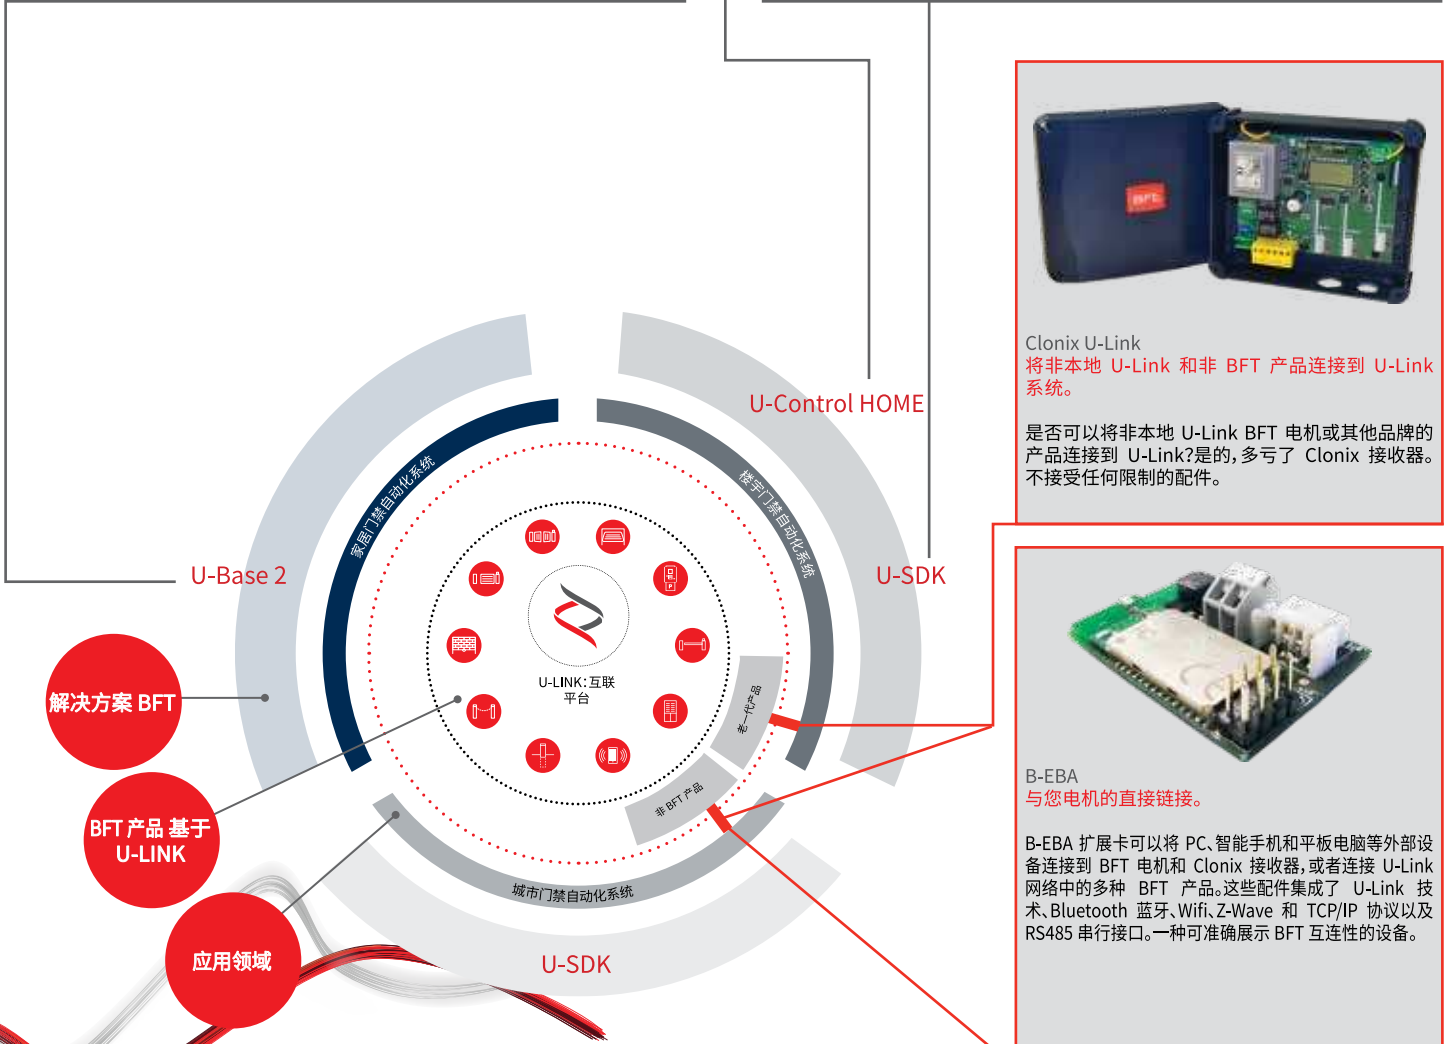 BFT
Clonix U-Link
将非本地 U-Link 和非 BFT 产品连接到 U-Link
系统。
是否可以将非本地 U-Link BFT 电机或其他品牌的
产品连接到 U-Link?是的,多亏了 Clonix 接收器。
不接受任何限制的配件。
U-Control HOME
家居门禁自动化系统
楼宇门禁自动化系统
U-Base 2
U-SDK
P
U-LINK:互联
平台
解决方案 BFT
老一代产品
非 BFT 产品
BFT 产品 基于
U-LINK
城市门禁自动化系统
应用领域
U-SDK
B-EBA
与您电机的直接链接。
B-EBA 扩展卡可以将 PC、智能手机和平板电脑等外部设
备连接到 BFT 电机和 Clonix 接收器,或者连接 U-Link
网络中的多种 BFT 产品。这些配件集成了 U-Link 技
术、Bluetooth 蓝牙、Wifi、Z-Wave 和 TCP/IP 协议以及
RS485 串行接口。一种可准确展示 BFT 互连性的设备。